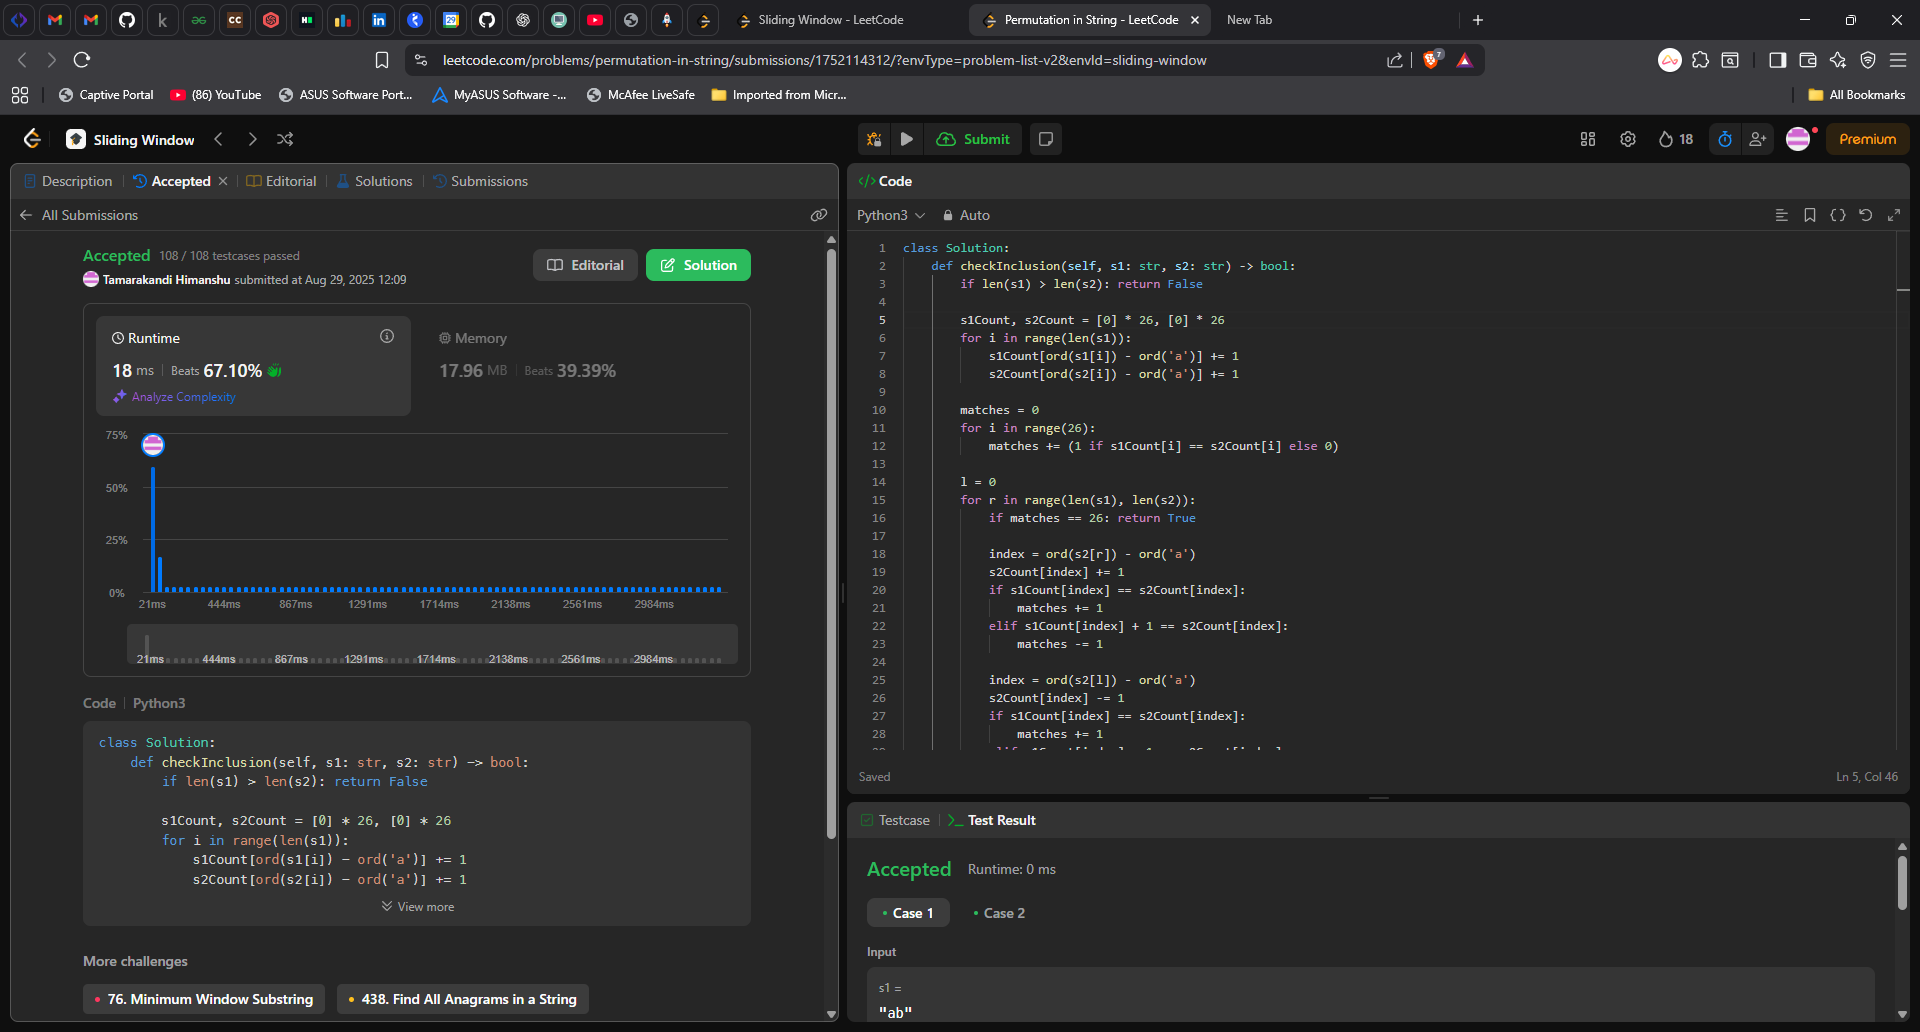 Sliding Window - LeetCode
Permutation in String - LeetCode
New Tab
leetcode.com/problems/permutation-in-string/submissions/1752114312/?envType=problem-list-v2&envId=sliding-window
7
Captive Portal
(86) YouTube
ASUS Software Port...
MyASUS Software -...
McAfee LiveSafe
Imported from Micr...
All Bookmarks
Sliding Window
Submit
18
Premium
Description
Accepted
Editorial
Solutions
Submissions
All Submissions
Accepted 108 / 108 testcases passed
Tamarakandi Himanshu submitted at Aug 29, 2025 12:09
Editorial
Solution
Runtime
18 ms | Beats 67.10%
Analyze Complexity
Memory
17.96 MB | Beats 39.39%
75%
50%
25%
0%
21ms 444ms 867ms 1291ms 1714ms 2138ms 2561ms 2984ms
21ms 444ms 867ms 1291ms 1714ms 2138ms 2561ms 2984ms
Code | Python3
class Solution:
    def checkInclusion(self, s1: str, s2: str) -> bool:
        if len(s1) > len(s2): return False
        s1Count, s2Count = [0] * 26, [0] * 26
        for i in range(len(s1)):
            s1Count[ord(s1[i]) - ord('a')] += 1
            s2Count[ord(s2[i]) - ord('a')] += 1
View more
More challenges
76. Minimum Window Substring
438. Find All Anagrams in a String
</> Code
Python3
Auto
1 class Solution:
2     def checkInclusion(self, s1: str, s2: str) -> bool:
3         if len(s1) > len(s2): return False
4
5         s1Count, s2Count = [0] * 26, [0] * 26
6         for i in range(len(s1)):
7             s1Count[ord(s1[i]) - ord('a')] += 1
8             s2Count[ord(s2[i]) - ord('a')] += 1
9
10         matches = 0
11         for i in range(26):
12             matches += (1 if s1Count[i] == s2Count[i] else 0)
13
14         l = 0
15         for r in range(len(s1), len(s2)):
16             if matches == 26: return True
17
18             index = ord(s2[r]) - ord('a')
19             s2Count[index] += 1
20             if s1Count[index] == s2Count[index]:
21                 matches += 1
22             elif s1Count[index] + 1 == s2Count[index]:
23                 matches -= 1
24
25             index = ord(s2[l]) - ord('a')
26             s2Count[index] -= 1
27             if s1Count[index] == s2Count[index]:
28                 matches += 1
Saved
Ln 5, Col 46
Testcase
Test Result
Accepted Runtime: 0 ms
Case 1
Case 2
Input
s1 =
"ab"